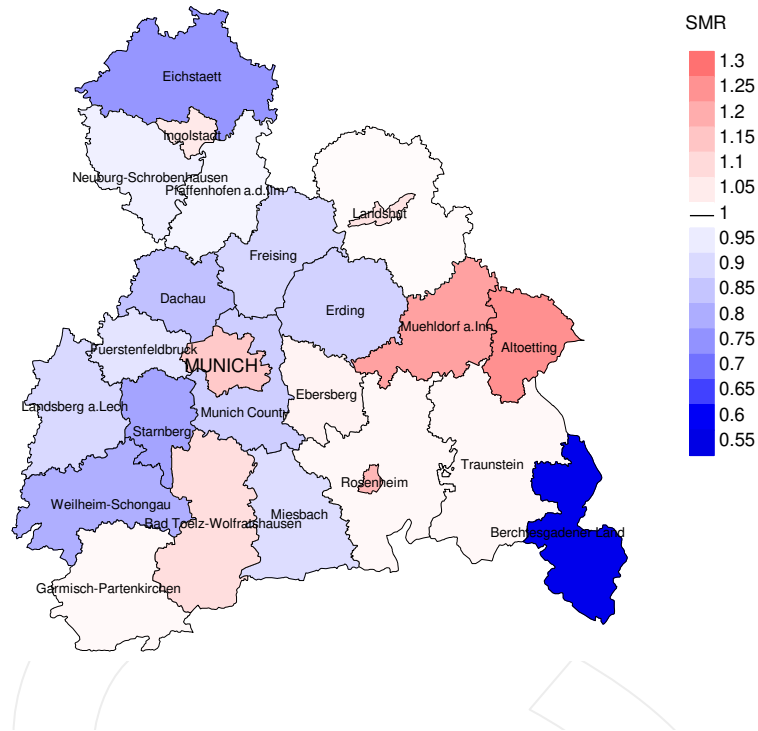 SMR
1.3
1.25
1.2
1.15
1.1
1.05
1
0.95
0.9
0.85
0.8
0.75
0.7
0.65
0.6
0.55
Eichstaett
Ingolstadt
Neuburg-Schrobenhausen
Pfaffenhofen a.d.Ilm
Landshut
Freising
Dachau
Erding
Muehldorf a.Inn
Altoetting
Fuerstenfeldbruck
MUNICH
Ebersberg
Landsberg a.Lech
Munich County
Starnberg
Traunstein
Rosenheim
Weilheim-Schongau
Miesbach
Bad Toelz-Wolfratshausen
Berchtesgadener Land
Garmisch-Partenkirchen